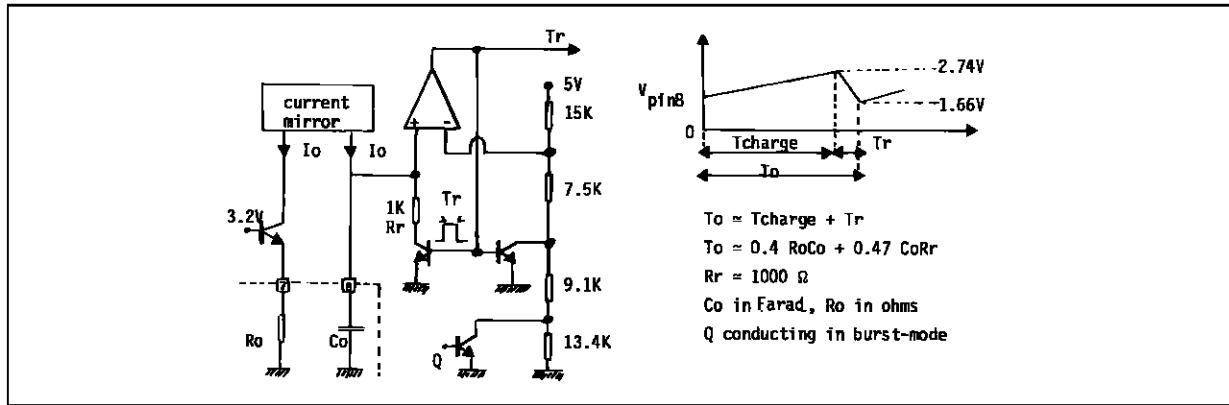 Tr
current
mirror
Io
Io
3.2V
7
8
Ro
Co
+
-
1K
Rr
Tr
5V
15K
7.5K
9.1K
13.4K
Q
VpinB
0
2.74V
1.66V
Tcharge
Tr
To
To ≃ Tcharge + Tr
To ≃ 0.4 RoCo + 0.47 CoRr
Rr ≃ 1000 Ω
Co in Farad, Ro in ohms
Q conducting in burst-mode